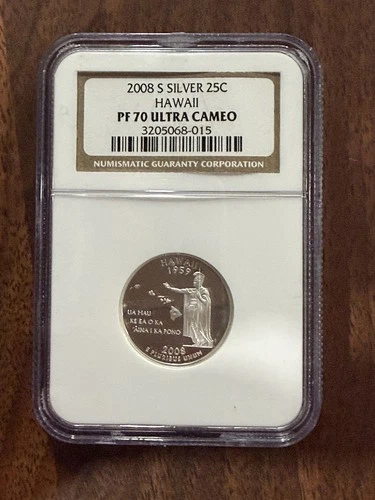 2008 S SILVER 25C
HAWAII
PF 70 ULTRA CAMEO
3205068-015
NUMISMATIC GUARANTY CORPORATION
HAWAII
1959
UA MAU
KE EA O KA
ʻĀINA I KA PONO
2008
E PLURIBUS UNUM